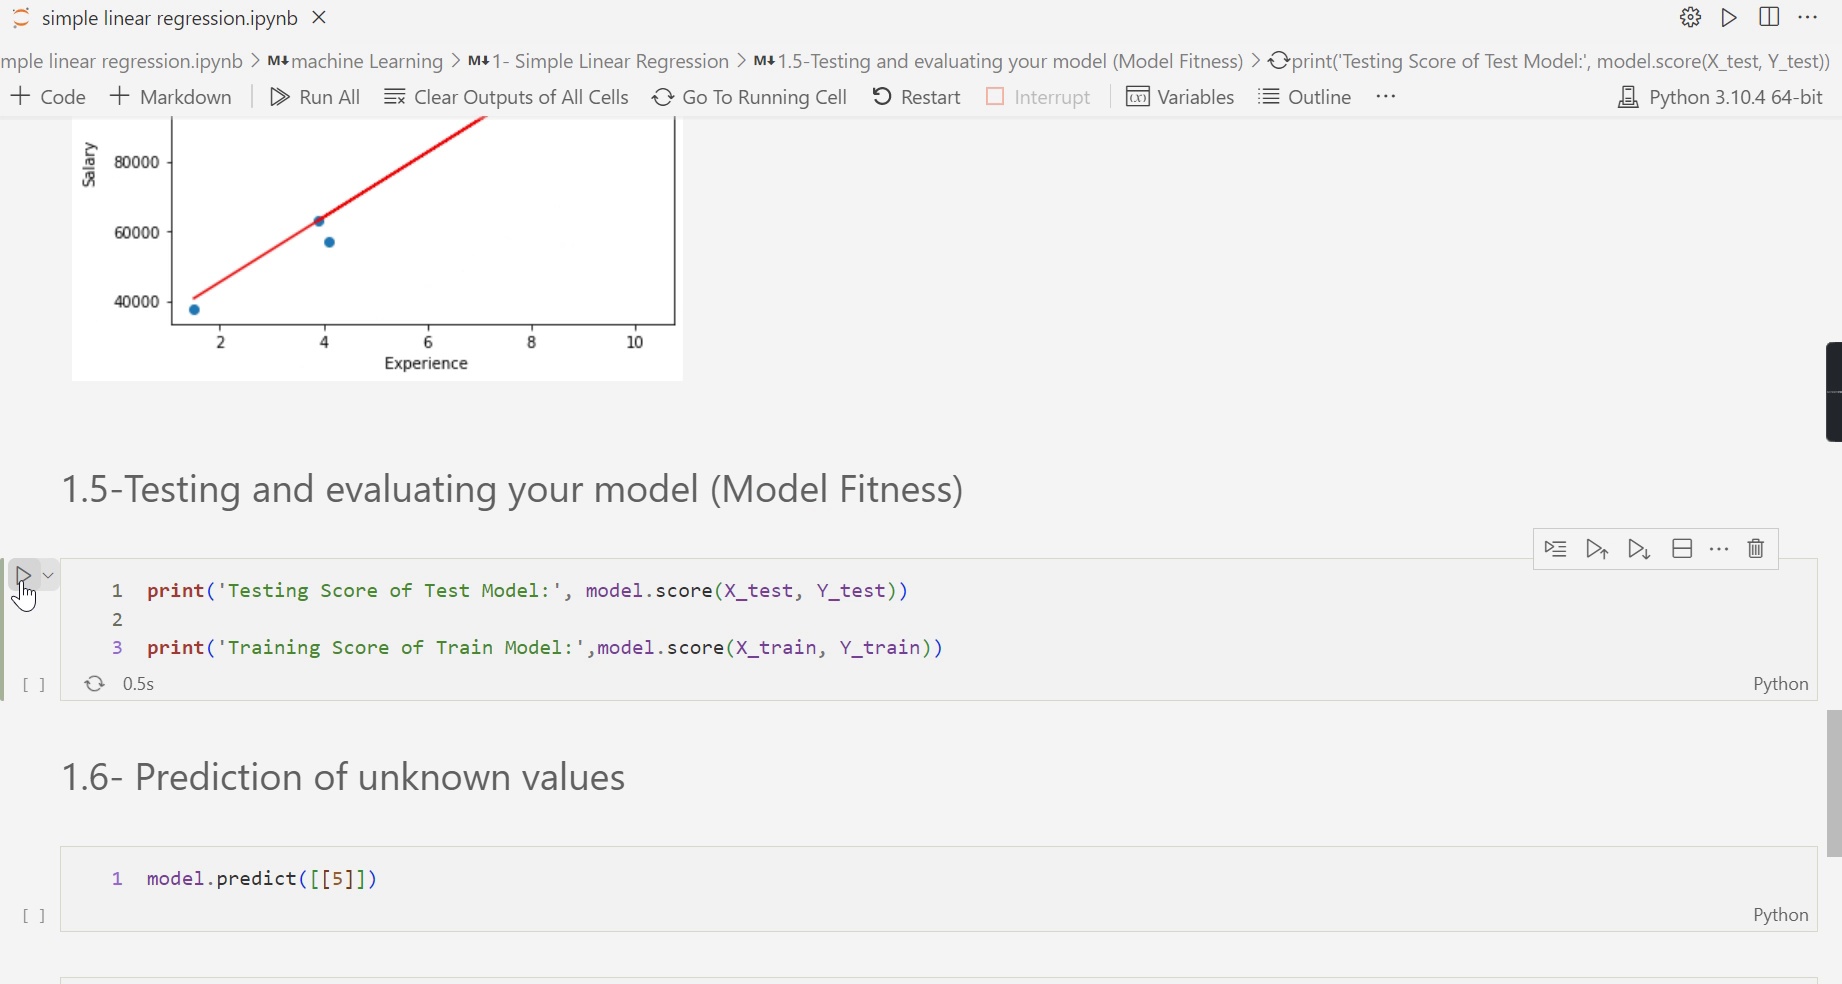 simple linear regression.ipynb
mple linear regression.ipynb > M↓machine Learning > M↓1- Simple Linear Regression > M↓1.5-Testing and evaluating your model (Model Fitness) > print('Testing Score of Test Model:', model.score(X_test, Y_test))
+ Code + Markdown Run All Clear Outputs of All Cells Go To Running Cell Restart Interrupt Variables Outline ··· Python 3.10.4 64-bit
Salary
80000
60000
40000
2 4 6 8 10
Experience
1.5-Testing and evaluating your model (Model Fitness)
1 print('Testing Score of Test Model:', model.score(X_test, Y_test))
2
3 print('Training Score of Train Model:',model.score(X_train, Y_train))
[ ] 0.5s Python
1.6- Prediction of unknown values
1 model.predict([[5]])
[ ] Python